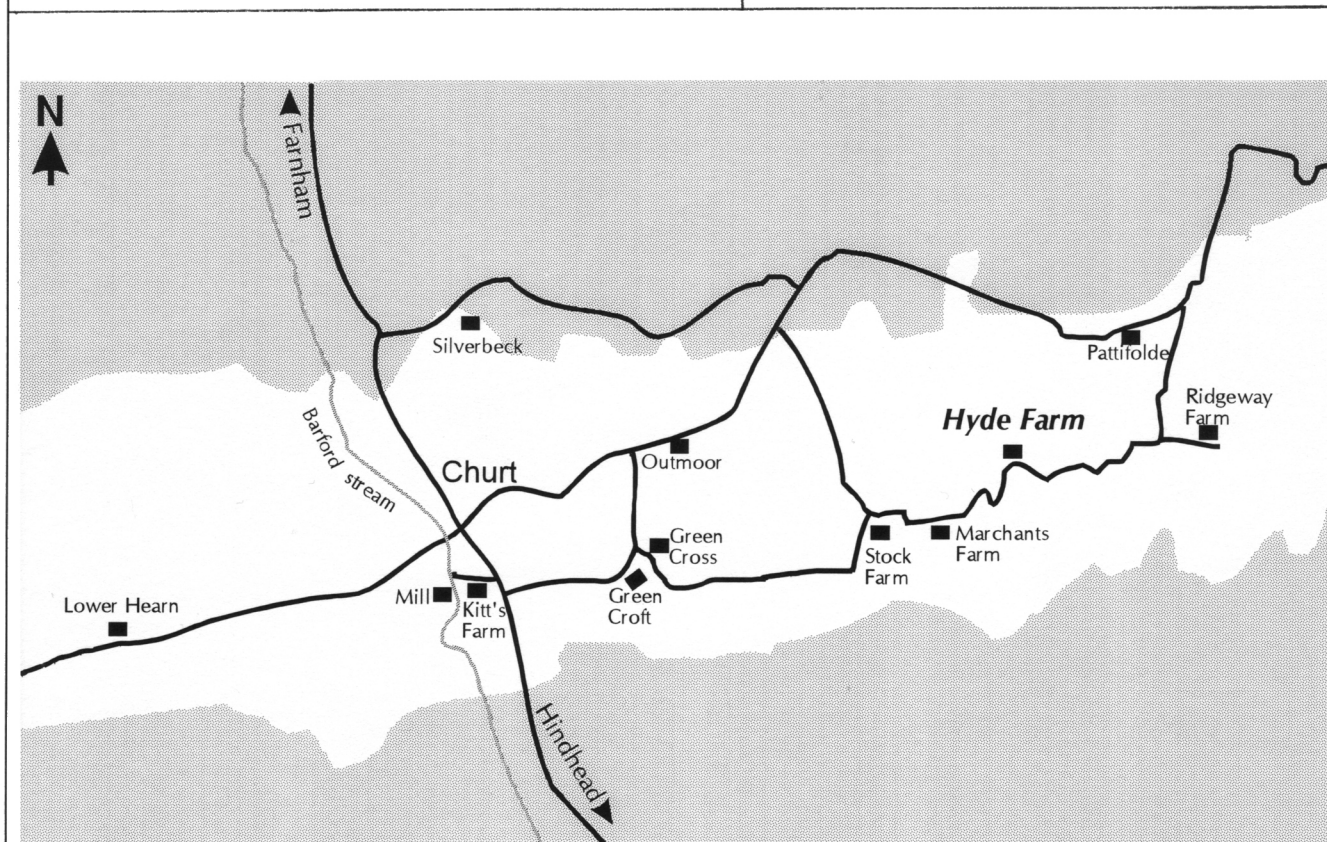 N
Farnham
Silverbeck
Pattifolde
Ridgeway
Farm
Hyde Farm
Barford stream
Churt
Outmoor
Green
Cross
Stock
Farm
Marchants
Farm
Lower Hearn
Mill
Kitt's
Farm
Green
Croft
Hindhead